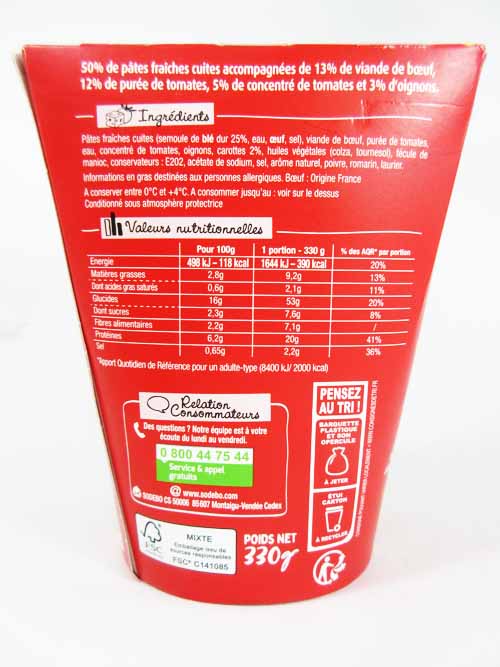 50% de pâtes fraîches cuites accompagnées de 13% de viande de bœuf,
12% de purée de tomates, 5% de concentré de tomates et 3% d'oignons.
Ingrédients
Pâtes fraîches cuites (semoule de blé dur 25%, eau, œuf, sel), viande de bœuf, purée de tomates,
eau, concentré de tomates, oignons, carottes 2%, huiles végétales (colza, tournesol), fécule de
manioc, conservateurs : E202, acétate de sodium, sel, arôme naturel, poivre, romarin, laurier.
Informations en gras destinées aux personnes allergiques. Bœuf : Origine France
A conserver entre 0°C et +4°C. A consommer jusqu'au : voir sur le dessus
Conditionné sous atmosphère protectrice
Valeurs nutritionnelles
Pour 100g 1 portion - 330 g % des AQR* par portion
Energie 498 kJ – 118 kcal 1644 kJ – 390 kcal 20%
Matières grasses 2,8g 9,2g 13%
Dont acides gras saturés 0,6g 2,1g 11%
Glucides 16g 53g 20%
Dont sucres 2,3g 7,6g 8%
Fibres alimentaires 2,2g 7,1g /
Protéines 6,2g 20g 41%
Sel 0,65g 2,2g 36%
*Apport Quotidien de Référence pour un adulte-type (8400 kJ/ 2000 kcal)
Relation
Consommateurs
Des questions ? Notre équipe est à votre
écoute du lundi au vendredi.
0 800 44 75 44
Service & appel
gratuits
@ www.sodebo.com
SODEBO CS 50006 85607 Montaigu-Vendée Cedex
PENSEZ
AU TRI !
BARQUETTE
PLASTIQUE
ET SON
OPERCULE
À JETER
ÉTUI
CARTON
À RECYCLER
FSC
MIXTE
Emballage issu de
sources responsables
FSC® C141085
POIDS NET
330g